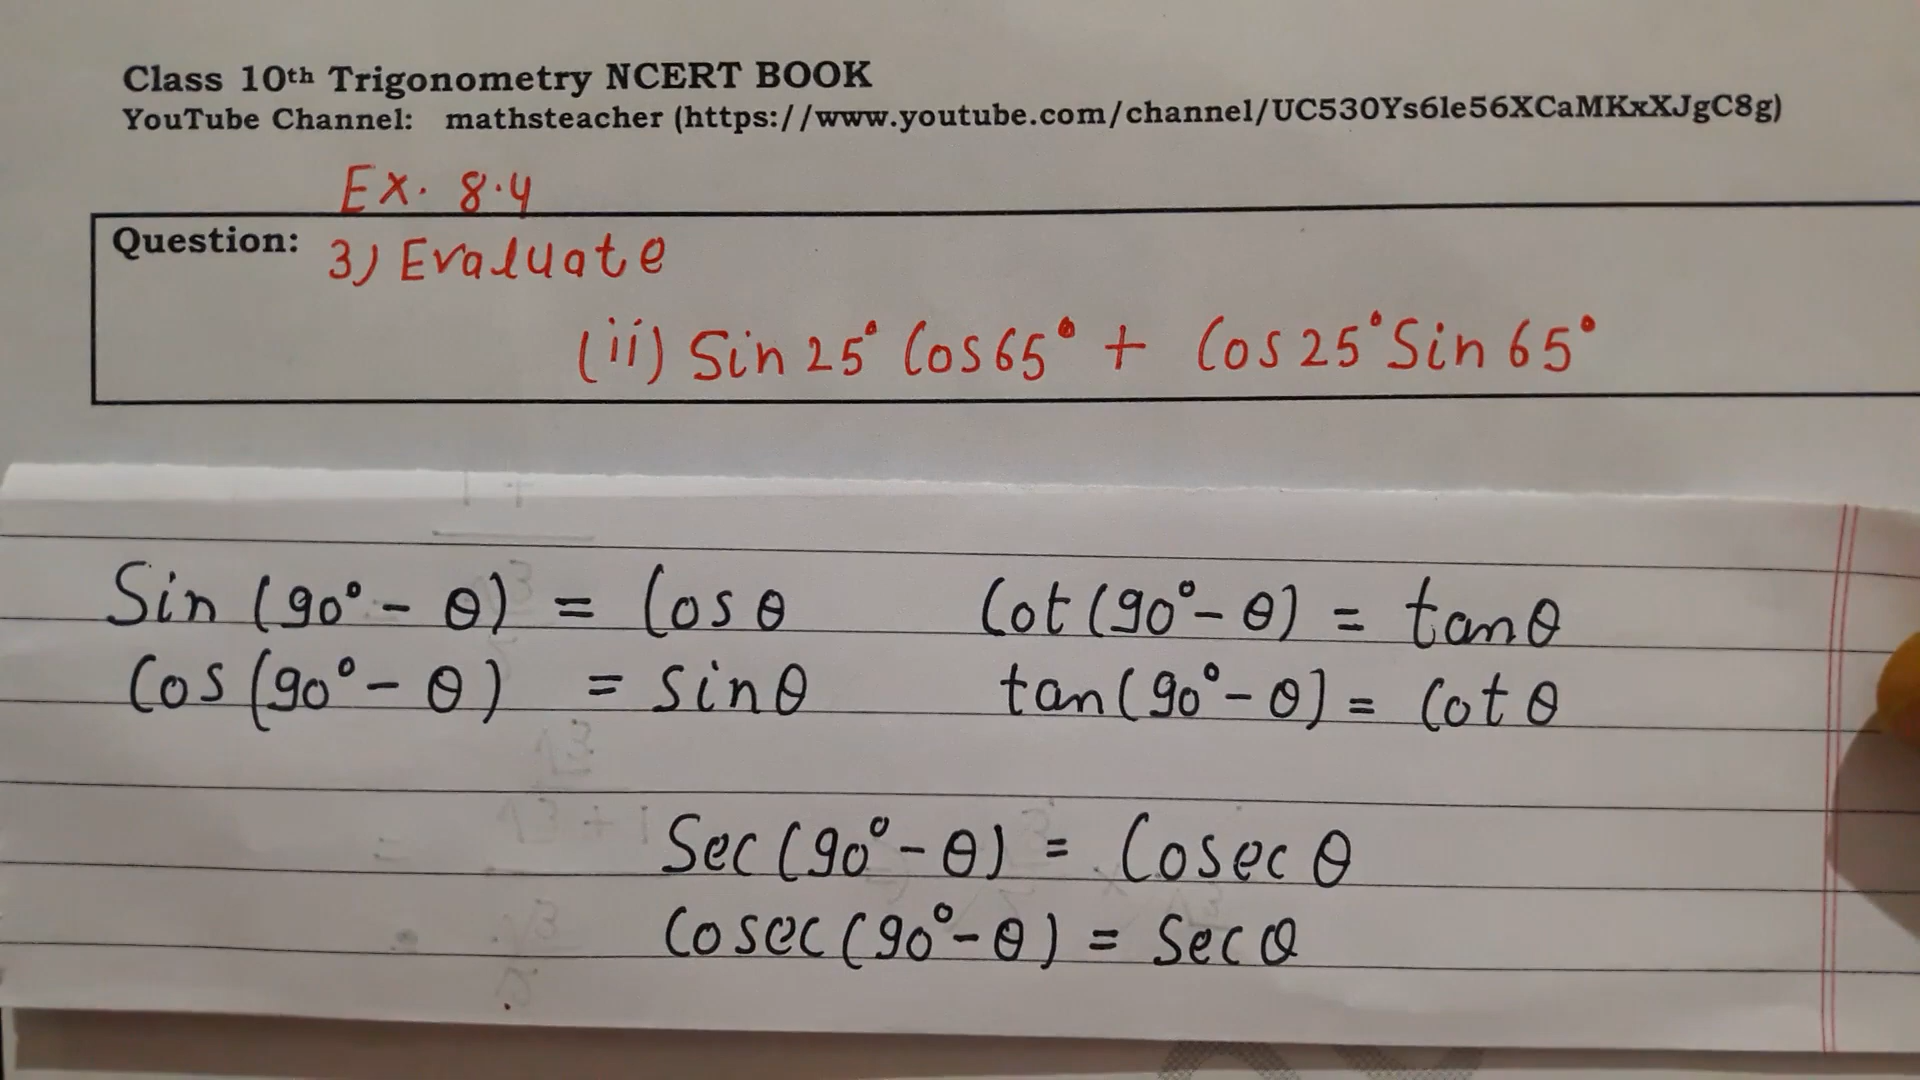 Class 10th Trigonometry NCERT BOOK
YouTube Channel: mathsteacher (https://www.youtube.com/channel/UC530Ys6le56XCaMKxXJgC8g)
Ex. 8.4
Question: 3) Evaluate
(ii) Sin 25° Cos 65° + Cos 25° Sin 65°
Sin (90° - θ) = Cos θ Cot (90° - θ) = tan θ
Cos (90° - θ) = sin θ tan (90° - θ) = Cot θ
Sec (90° - θ) = Cosec θ
Cosec (90° - θ) = Sec θ